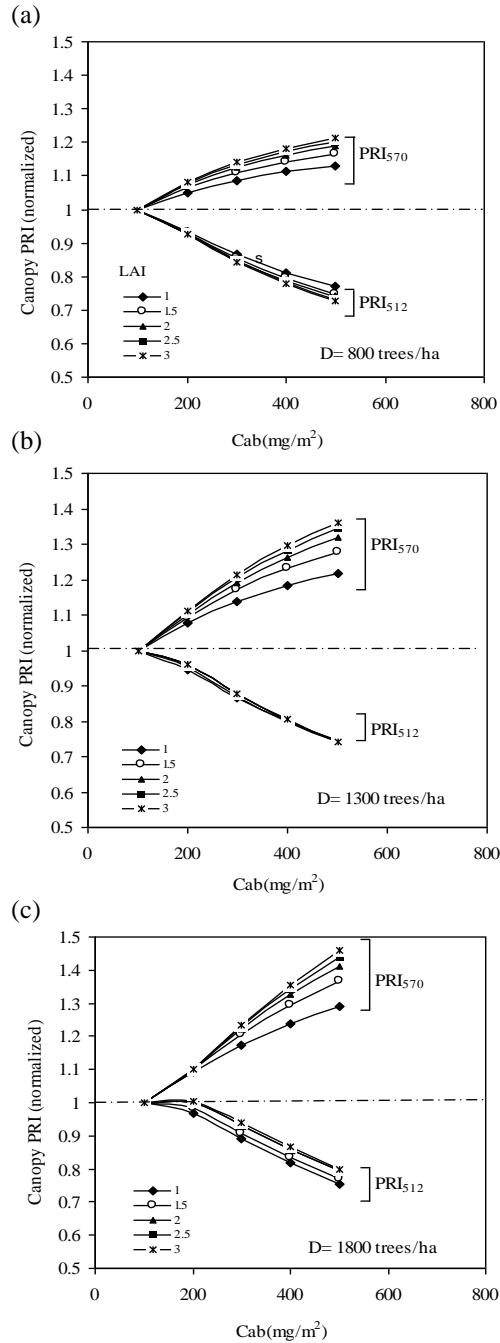 (a)
1.5
1.4
1.3
1.2
1.1
1
0.9
0.8
0.7
0.6
0.5
Canopy PRI (normalized)
PRI570
s
LAI
1
1.5
2
2.5
3
PRI512
D= 800 trees/ha
0 200 400 600 800
Cab(mg/m²)
(b)
1.5
1.4
1.3
1.2
1.1
1
0.9
0.8
0.7
0.6
0.5
Canopy PRI (normalized)
PRI570
PRI512
1
1.5
2
2.5
3
D= 1300 trees/ha
0 200 400 600 800
Cab(mg/m²)
(c)
1.5
1.4
1.3
1.2
1.1
1
0.9
0.8
0.7
0.6
0.5
Canopy PRI (normalized)
PRI570
PRI512
1
1.5
2
2.5
3
D= 1800 trees/ha
0 200 400 600 800
Cab(mg/m²)